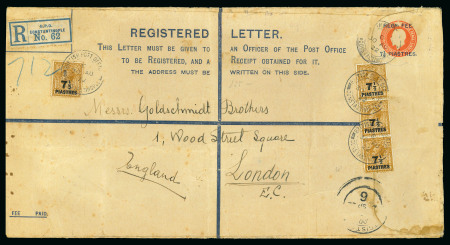 R
G.P.O.
CONSTANTINOPLE
No. 62
REGISTERED LETTER.
THIS LETTER MUST BE GIVEN TO AN OFFICER OF THE POST OFFICE
TO BE REGISTERED, AND A RECEIPT OBTAINED FOR IT.
THE ADDRESS MUST BE WRITTEN ON THIS SIDE.
REGN. FEE.
PIASTRES.
7½
PIASTRES
7½
PIASTRES
7½
PIASTRES
7½
PIASTRES
Messrs Goldschmidt Brothers
1, Wood Street Square
London
E.C.
England
FEE PAID.
6